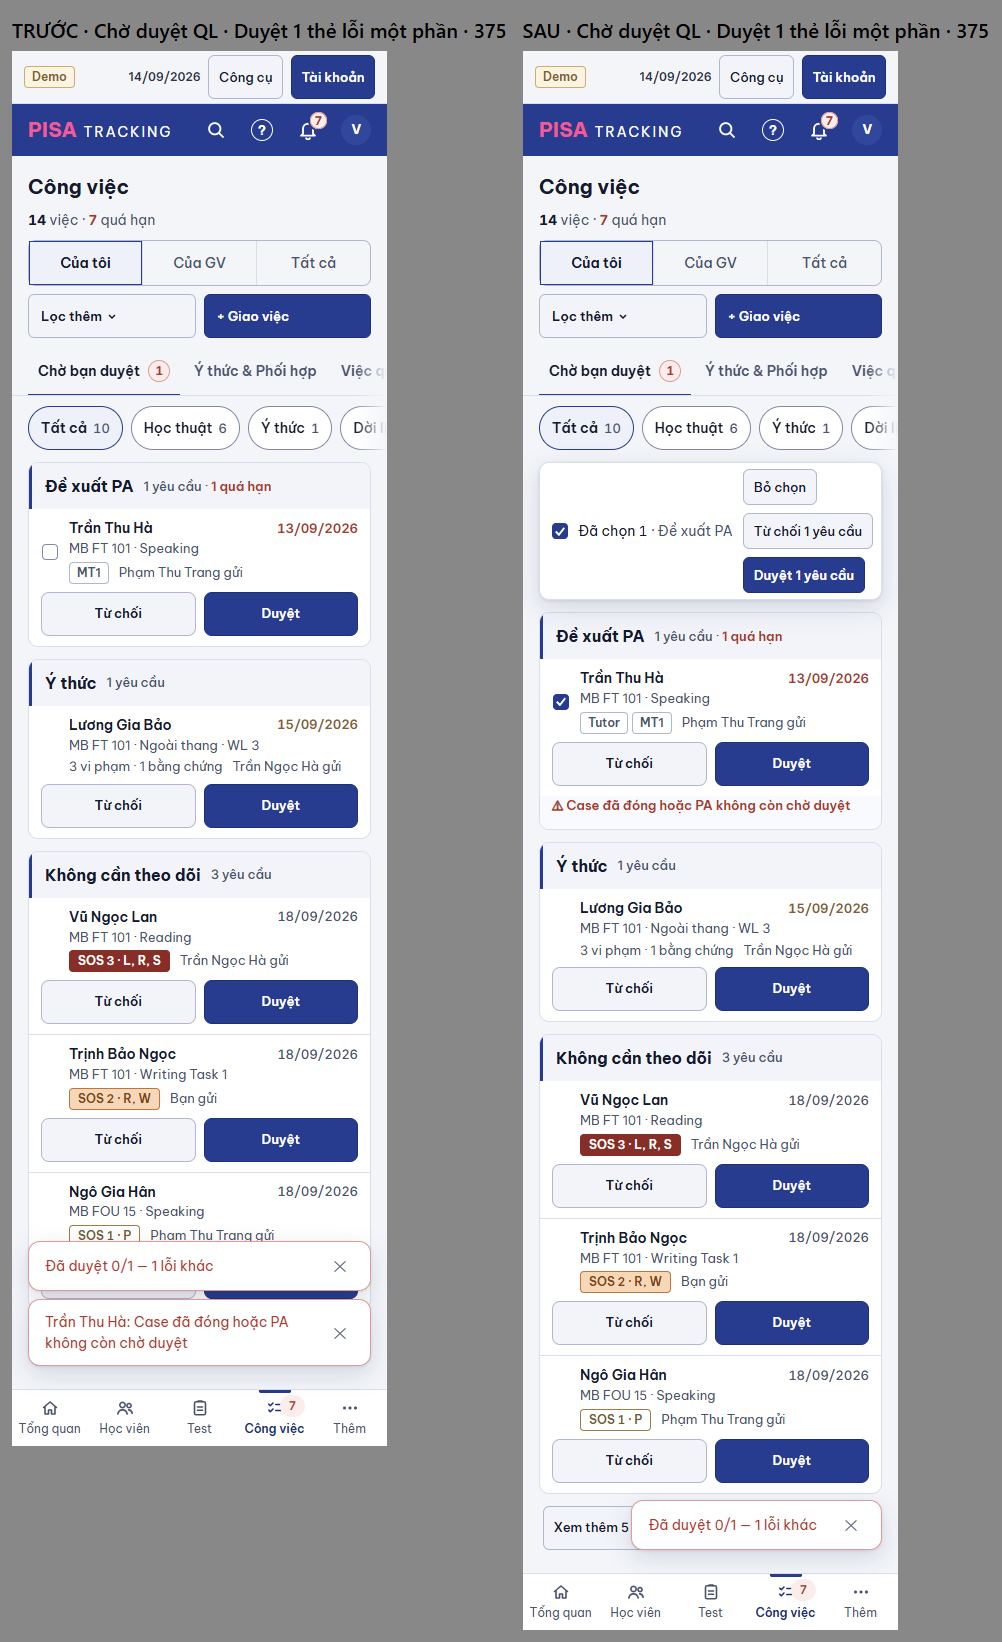 TRƯỚC · Chờ duyệt QL · Duyệt 1 thẻ lỗi một phần · 375
Demo 14/09/2026 Công cụ Tài khoản
PISA TRACKING ? 7 V
Công việc
14 việc · 7 quá hạn
Của tôi Của GV Tất cả
Lọc thêm + Giao việc
Chờ bạn duyệt 1 Ý thức & Phối hợp Việc q
Tất cả 10 Học thuật 6 Ý thức 1 Dời l
Đề xuất PA 1 yêu cầu · 1 quá hạn
Trần Thu Hà 13/09/2026
MB FT 101 · Speaking
MT1 Phạm Thu Trang gửi
Từ chối Duyệt
Ý thức 1 yêu cầu
Lương Gia Bảo 15/09/2026
MB FT 101 · Ngoài thang · WL 3
3 vi phạm · 1 bằng chứng Trần Ngọc Hà gửi
Từ chối Duyệt
Không cần theo dõi 3 yêu cầu
Vũ Ngọc Lan 18/09/2026
MB FT 101 · Reading
SOS 3 · L, R, S Trần Ngọc Hà gửi
Từ chối Duyệt
Trịnh Bảo Ngọc 18/09/2026
MB FT 101 · Writing Task 1
SOS 2 · R, W Bạn gửi
Từ chối Duyệt
Ngô Gia Hân 18/09/2026
MB FOU 15 · Speaking
SOS 1 · P Phạm Thu Trang gửi
Đã duyệt 0/1 – 1 lỗi khác
Trần Thu Hà: Case đã đóng hoặc PA
không còn chờ duyệt
7
Tổng quan Học viên Test Công việc Thêm
SAU · Chờ duyệt QL · Duyệt 1 thẻ lỗi một phần · 375
Demo 14/09/2026 Công cụ Tài khoản
PISA TRACKING ? 7 V
Công việc
14 việc · 7 quá hạn
Của tôi Của GV Tất cả
Lọc thêm + Giao việc
Chờ bạn duyệt 1 Ý thức & Phối hợp Việc q
Tất cả 10 Học thuật 6 Ý thức 1 Dời l
Bỏ chọn
Đã chọn 1 · Đề xuất PA Từ chối 1 yêu cầu
Duyệt 1 yêu cầu
Đề xuất PA 1 yêu cầu · 1 quá hạn
Trần Thu Hà 13/09/2026
MB FT 101 · Speaking
Tutor MT1 Phạm Thu Trang gửi
Từ chối Duyệt
⚠ Case đã đóng hoặc PA không còn chờ duyệt
Ý thức 1 yêu cầu
Lương Gia Bảo 15/09/2026
MB FT 101 · Ngoài thang · WL 3
3 vi phạm · 1 bằng chứng Trần Ngọc Hà gửi
Từ chối Duyệt
Không cần theo dõi 3 yêu cầu
Vũ Ngọc Lan 18/09/2026
MB FT 101 · Reading
SOS 3 · L, R, S Trần Ngọc Hà gửi
Từ chối Duyệt
Trịnh Bảo Ngọc 18/09/2026
MB FT 101 · Writing Task 1
SOS 2 · R, W Bạn gửi
Từ chối Duyệt
Ngô Gia Hân 18/09/2026
MB FOU 15 · Speaking
SOS 1 · P Phạm Thu Trang gửi
Từ chối Duyệt
Xem thêm 5 Đã duyệt 0/1 – 1 lỗi khác
7
Tổng quan Học viên Test Công việc Thêm